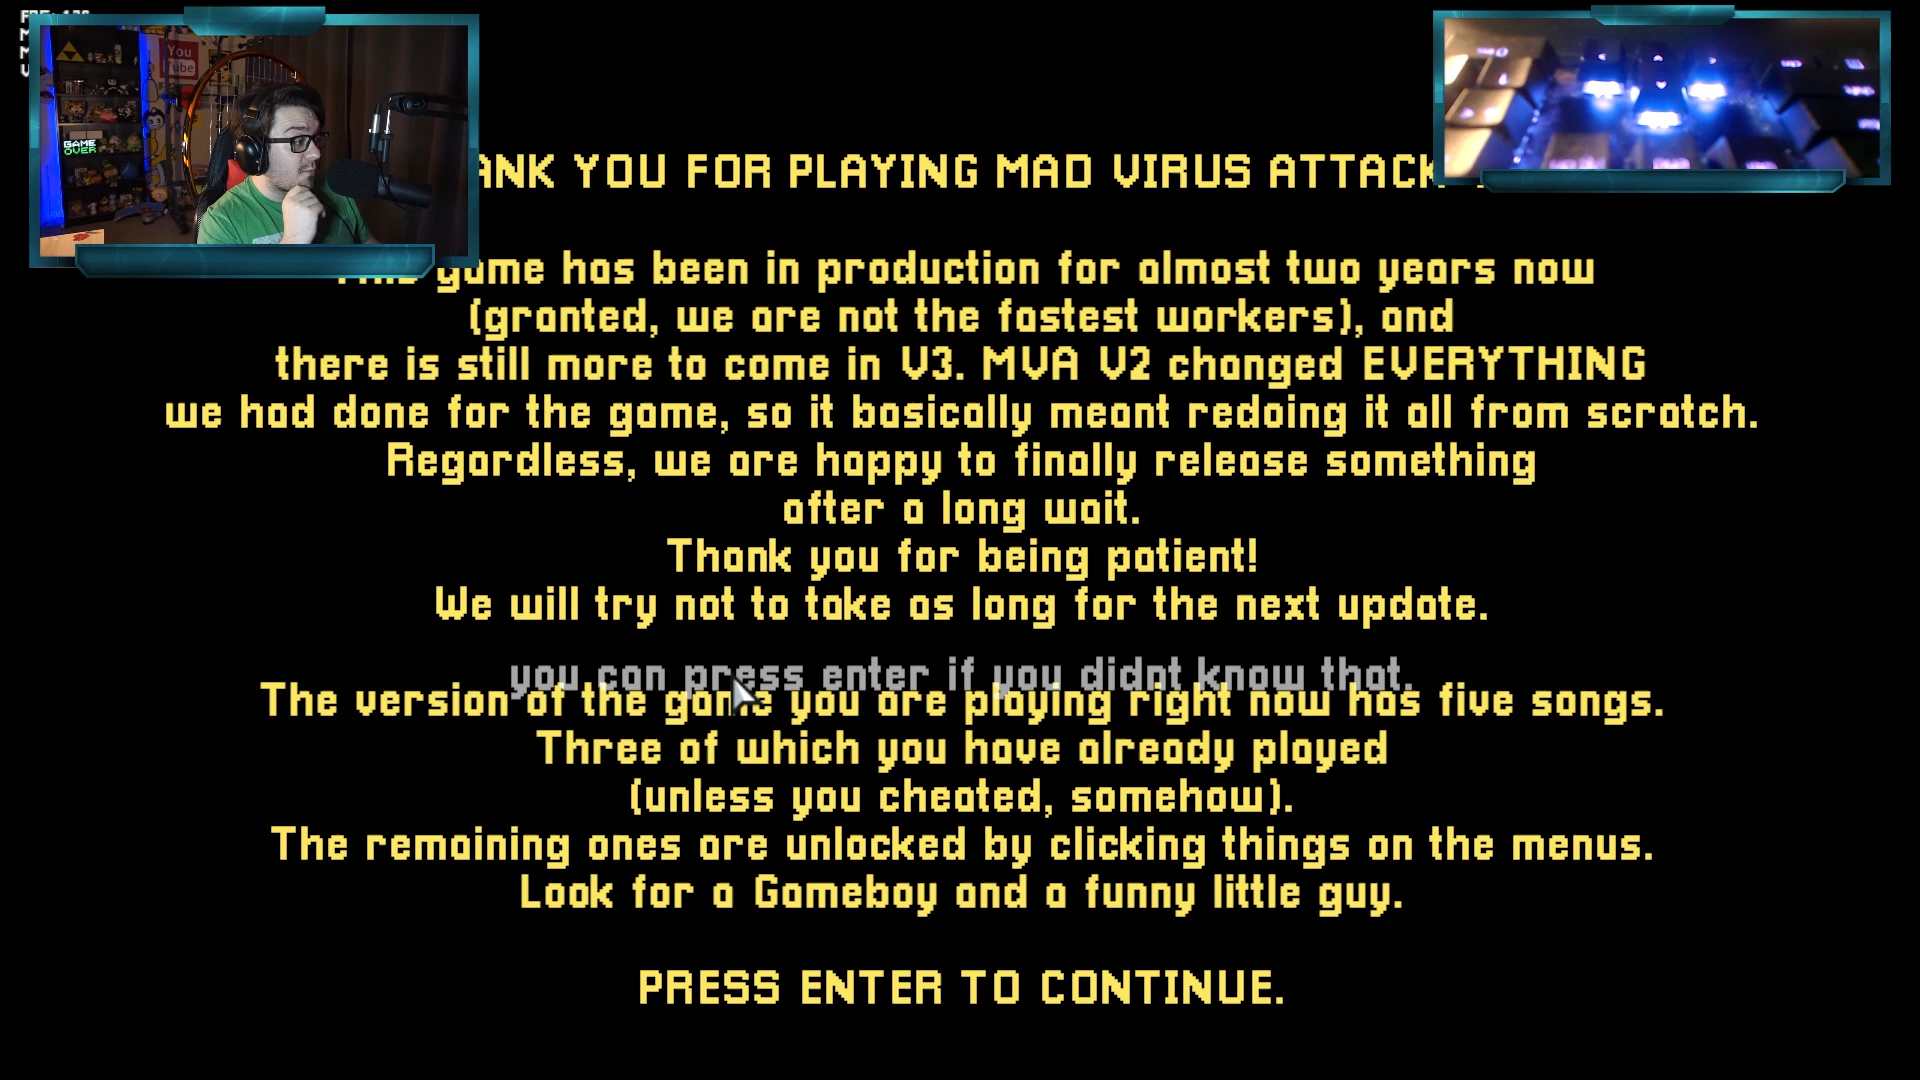 You
Tube
GAME
OVER
YOU FOR PLAYING MAD VIRUS ATTACK
game has been in production for almost two years now
(granted, we are not the fastest workers), and
there is still more to come in V3. MVA V2 changed EVERYTHING
we had done for the game, so it basically meant redoing it all from scratch.
Regardless, we are happy to finally release something
after a long wait.
Thank you for being patient!
We will try not to take as long for the next update.
you can press enter if you didnt know that.
The version of the game you are playing right now has five songs.
Three of which you have already played
(unless you cheated, somehow).
The remaining ones are unlocked by clicking things on the menus.
Look for a Gameboy and a funny little guy.
PRESS ENTER TO CONTINUE.